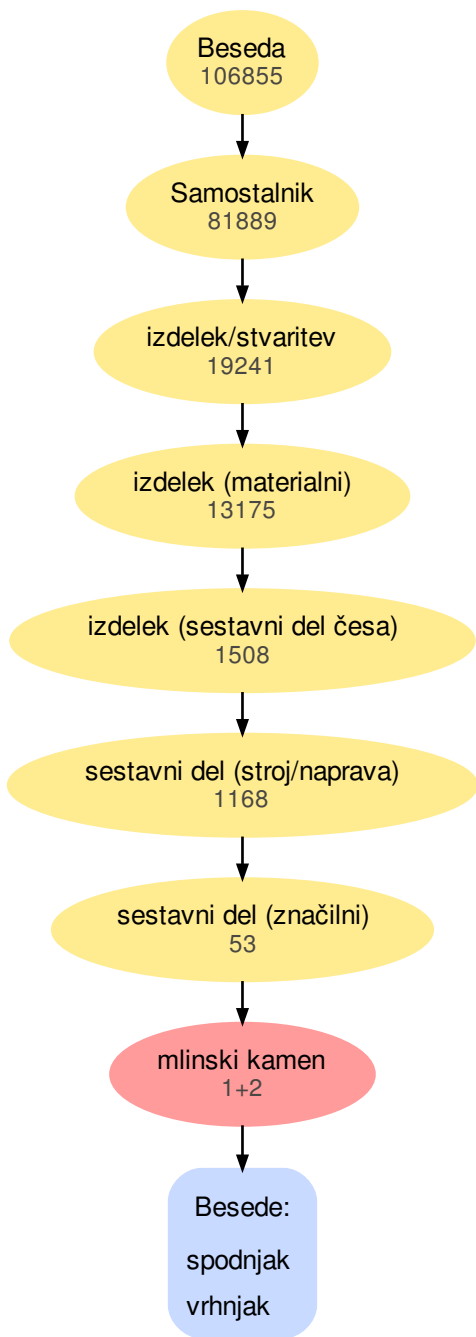 Beseda
106855
Samostalnik
81889
izdelek/stvaritev
19241
izdelek (materialni)
13175
izdelek (sestavni del česa)
1508
sestavni del (stroj/naprava)
1168
sestavni del (značilni)
53
mlinski kamen
1+2
Besede:
spodnjak
vrhnjak